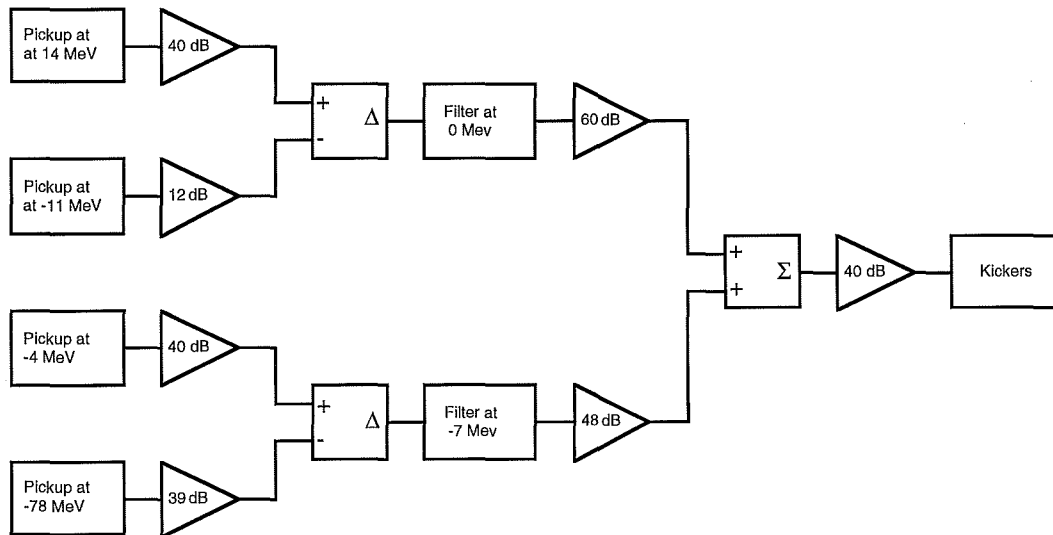 Pickup at
at 14 MeV
40 dB
+
-
Δ
Filter at
0 Mev
60 dB
Pickup at
at -11 MeV
12 dB
+
+
Σ
40 dB
Kickers
Pickup at
-4 MeV
40 dB
+
-
Δ
Filter at
-7 Mev
48 dB
Pickup at
-78 MeV
39 dB